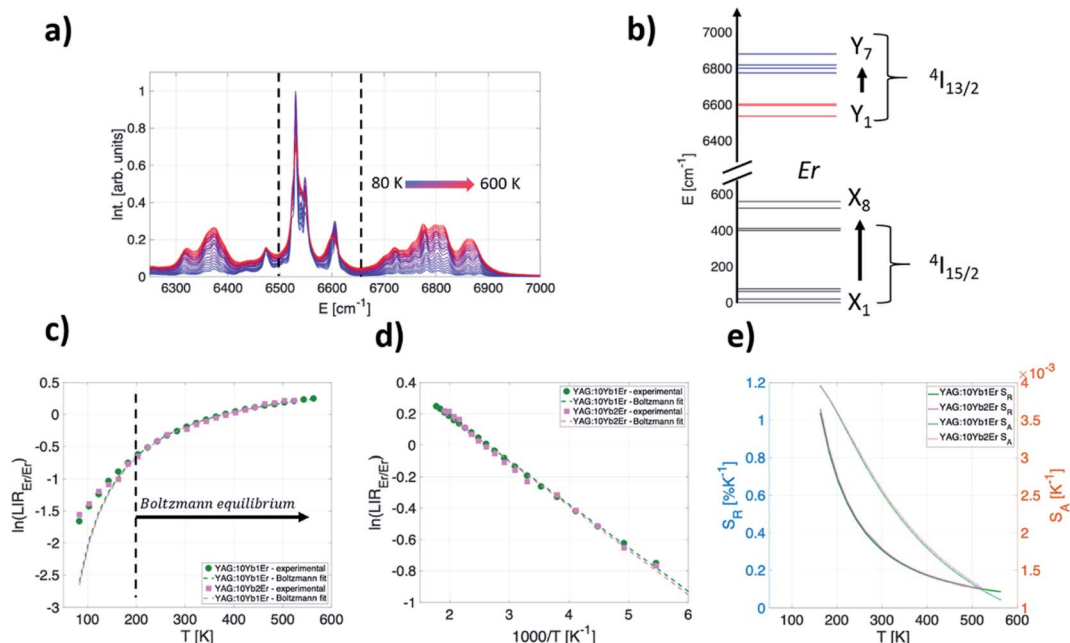 a)
Int. [arb. units]
1
0.8
0.6
0.4
0.2
0
80 K
600 K
6300 6400 6500 6600 6700 6800 6900 7000
E [cm-1]
b)
E [cm-1]
7000
6800
6600
6400
600
400
200
0
Er
Y7
Y1
4I13/2
X8
X1
4I15/2
c)
ln(LIREr/Er)
0.5
0
-0.5
-1
-1.5
-2
-2.5
-3
Boltzmann equilibrium
YAG:10Yb1Er - experimental
YAG:10Yb1Er - Boltzmann fit
YAG:10Yb2Er - experimental
YAG:10Yb1Er - Boltzmann fit
0 100 200 300 400 500 600
T [K]
d)
ln(LIREr/Er)
0.4
0.2
0
-0.2
-0.4
-0.6
-0.8
-1
YAG:10Yb1Er - experimental
YAG:10Yb1Er - Boltzmann fit
YAG:10Yb2Er - experimental
YAG:10Yb2Er - Boltzmann fit
2 3 4 5 6
1000/T [K-1]
e)
SR [%K-1]
1.2
1
0.8
0.6
0.4
0.2
0
YAG:10Yb1Er SR
YAG:10Yb2Er SR
YAG:10Yb1Er SA
YAG:10Yb2Er SA
×10-3
4
3.5
3
2.5
2
1.5
1
SA [K-1]
100 200 300 400 500 600
T [K]